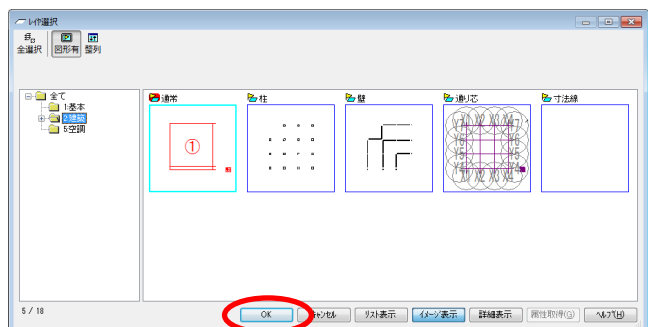 レイヤ選択
全選択 図形有 整列
全て
1:基本
2:建築
5:空調
通常 柱 壁 通り芯 寸法線
①
5 / 18
OK キャンセル リスト表示 イメージ表示 詳細表示 属性取得(G) ヘルプ(H)